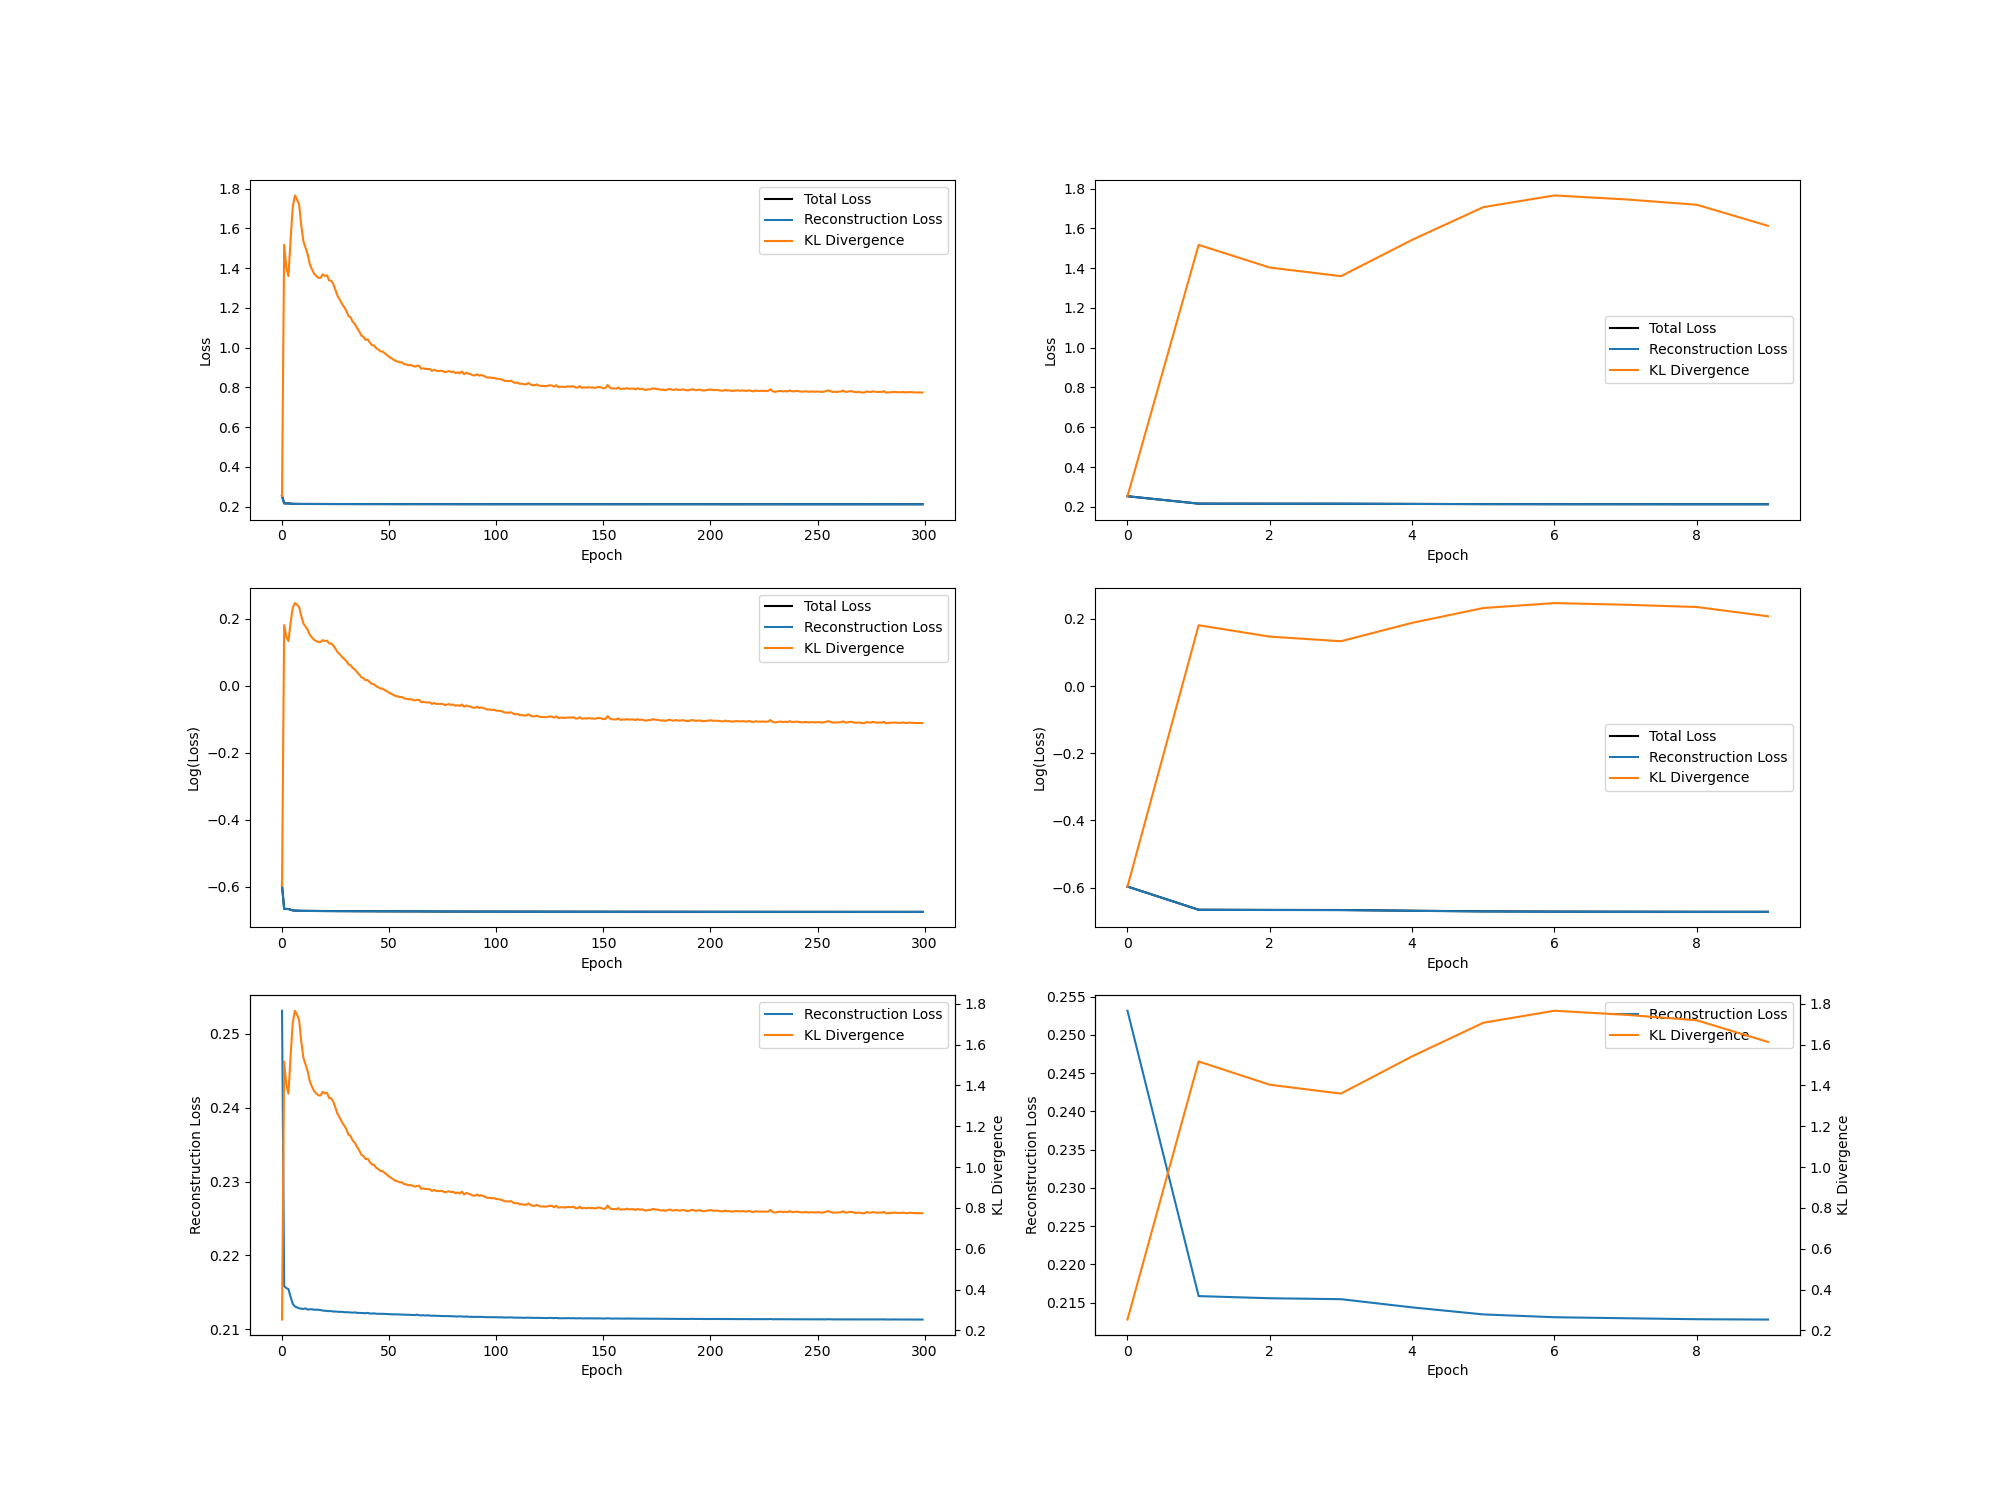 1.8
1.6
1.4
1.2
1.0
0.8
0.6
0.4
0.2
Loss
0 50 100 150 200 250 300
Epoch
Total Loss
Reconstruction Loss
KL Divergence
1.8
1.6
1.4
1.2
1.0
0.8
0.6
0.4
0.2
Loss
0 2 4 6 8
Epoch
Total Loss
Reconstruction Loss
KL Divergence
0.2
0.0
−0.2
−0.4
−0.6
Log(Loss)
0 50 100 150 200 250 300
Epoch
Total Loss
Reconstruction Loss
KL Divergence
0.2
0.0
−0.2
−0.4
−0.6
Log(Loss)
0 2 4 6 8
Epoch
Total Loss
Reconstruction Loss
KL Divergence
0.25
0.24
0.23
0.22
0.21
Reconstruction Loss
0 50 100 150 200 250 300
Epoch
Reconstruction Loss
KL Divergence
1.8
1.6
1.4
1.2
1.0
0.8
0.6
0.4
0.2
KL Divergence
0.255
0.250
0.245
0.240
0.235
0.230
0.225
0.220
0.215
Reconstruction Loss
0 2 4 6 8
Epoch
Reconstruction Loss
KL Divergence
1.8
1.6
1.4
1.2
1.0
0.8
0.6
0.4
0.2
KL Divergence